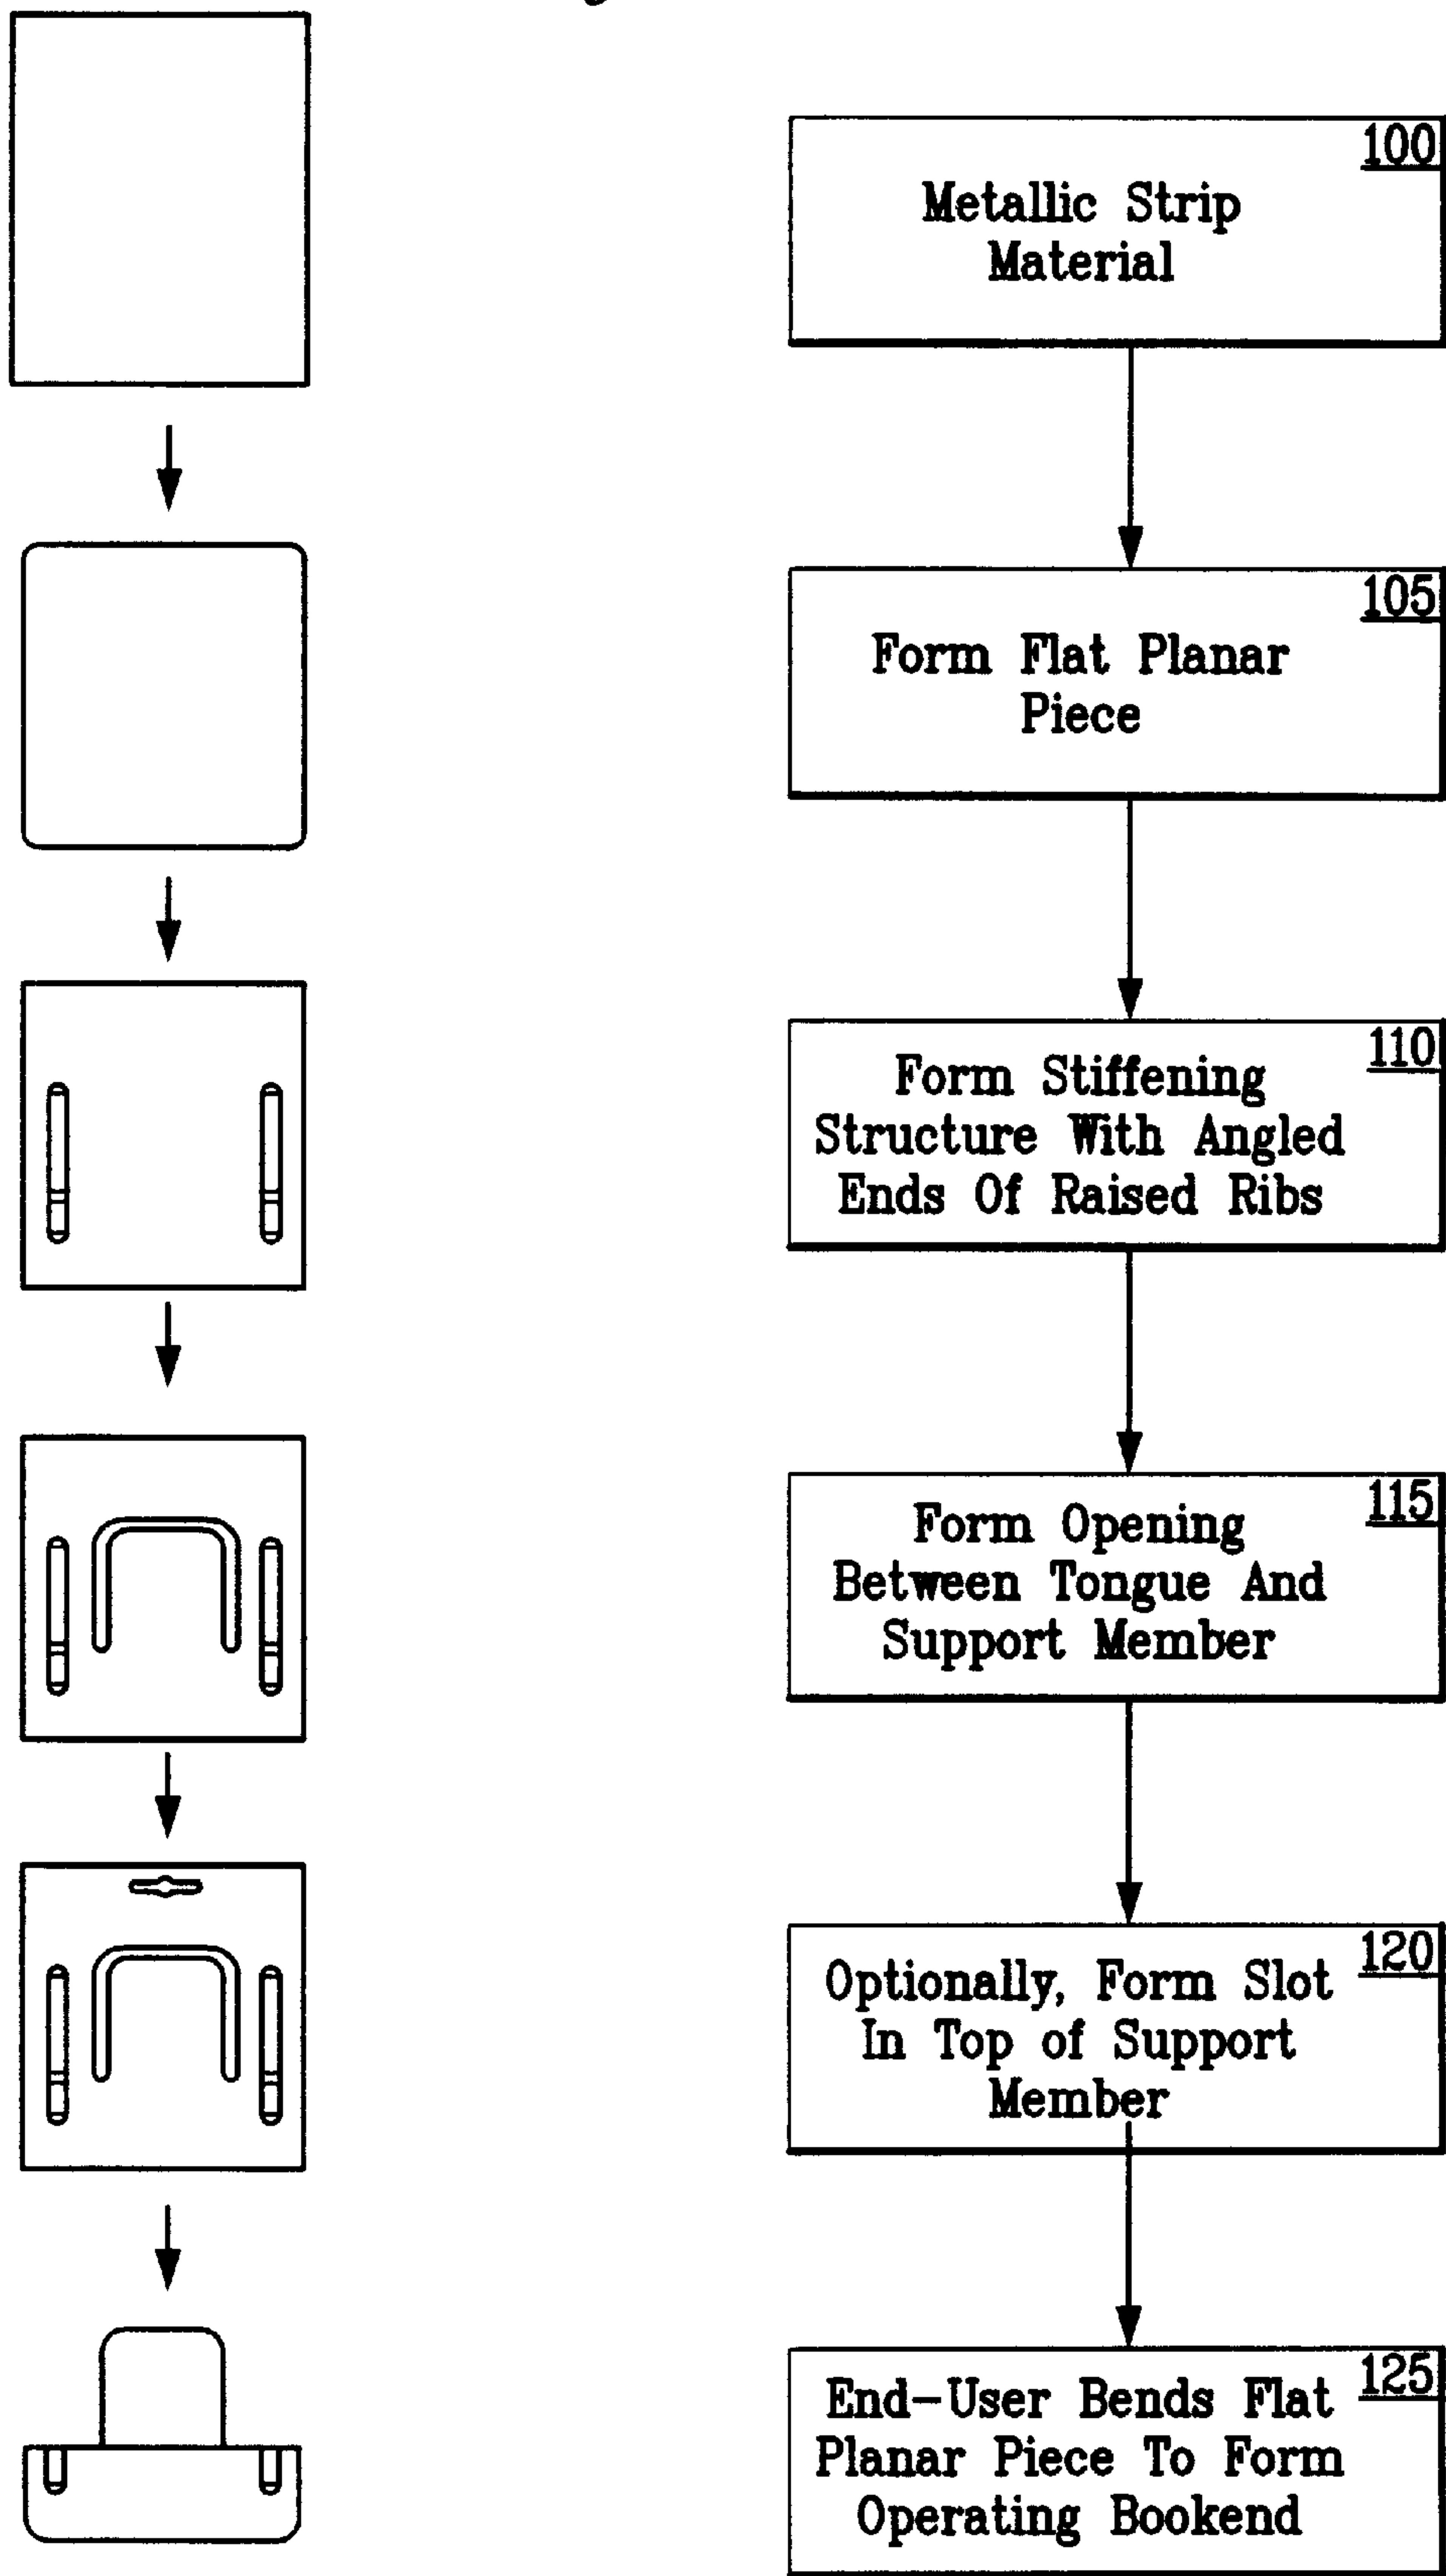 100
Metallic Strip
Material
105
Form Flat Planar
Piece
110
Form Stiffening
Structure With Angled
Ends Of Raised Ribs
115
Form Opening
Between Tongue And
Support Member
120
Optionally, Form Slot
In Top of Support
Member
125
End-User Bends Flat
Planar Piece To Form
Operating Bookend